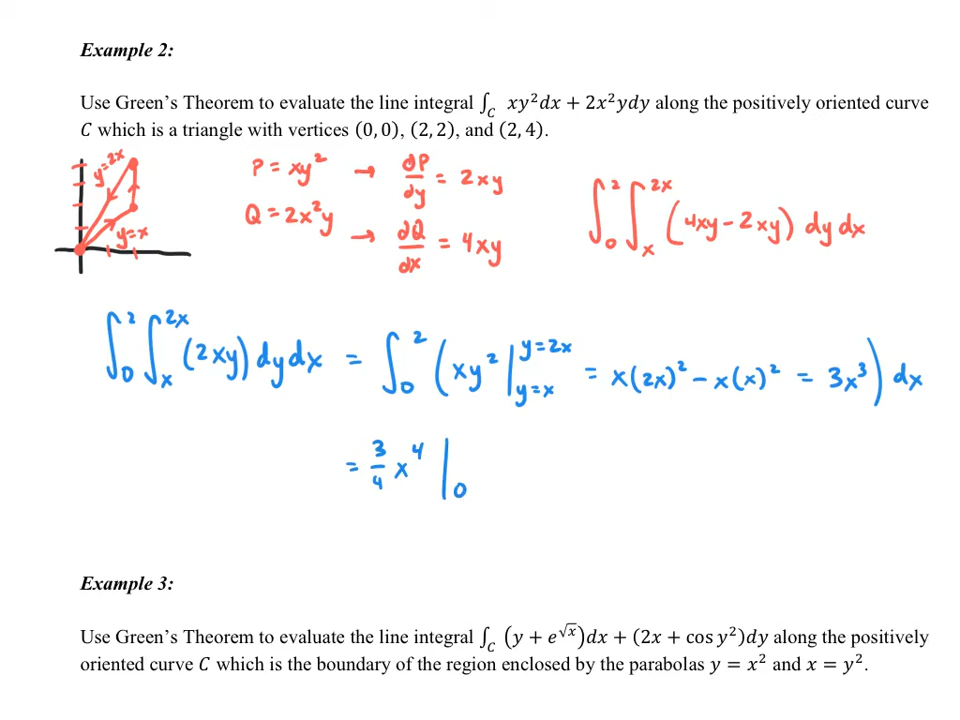 Example 2:
Use Green's Theorem to evaluate the line integral ∫_C xy²dx + 2x²ydy along the positively oriented curve
C which is a triangle with vertices (0, 0), (2, 2), and (2, 4).
y=2x
y=x
P = xy² → ∂P/∂y = 2xy
Q = 2x²y → ∂Q/∂x = 4xy
∫₀² ∫ₓ²ˣ (4xy - 2xy) dy dx
∫₀² ∫ₓ²ˣ (2xy) dy dx = ∫₀² (xy² |_{y=x}^{y=2x} = x(2x)² - x(x)² = 3x³) dx
= 3/4 x⁴ |₀
Example 3:
Use Green's Theorem to evaluate the line integral ∫_C (y + e^{√x})dx + (2x + cos y²)dy along the positively
oriented curve C which is the boundary of the region enclosed by the parabolas y = x² and x = y².